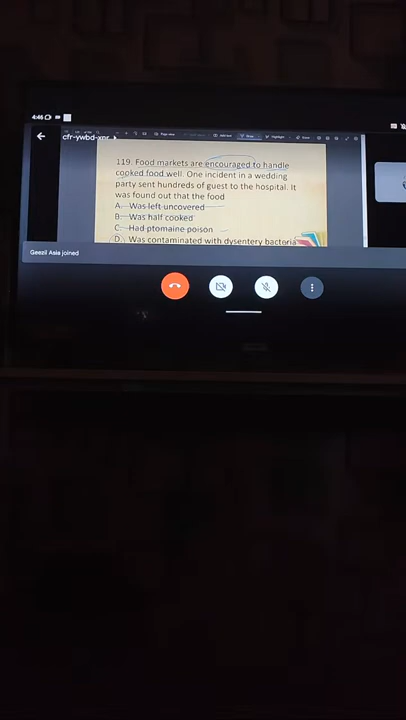 4:46
cfr-ywbd-xnr
119. Food markets are encouraged to handle
cooked food well. One incident in a wedding
party sent hundreds of guest to the hospital. It
was found out that the food
A. Was left uncovered
B. Was half cooked
C. Had ptomaine poison
D. Was contaminated with dysentery bacteria
Geezil Asia joined